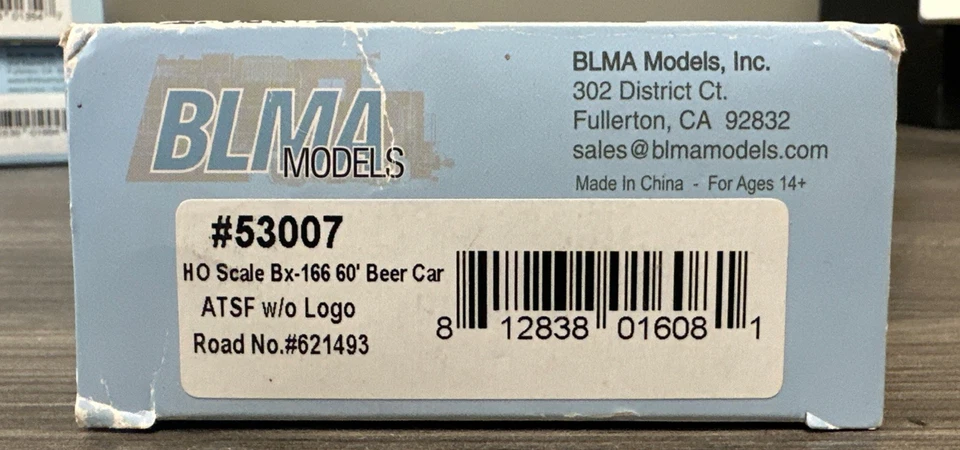 BLMA
MODELS
BLMA Models, Inc.
302 District Ct.
Fullerton, CA 92832
sales@blmamodels.com
Made In China - For Ages 14+
#53007
HO Scale Bx-166 60' Beer Car
ATSF w/o Logo
Road No.#621493
8 12838 01608 1